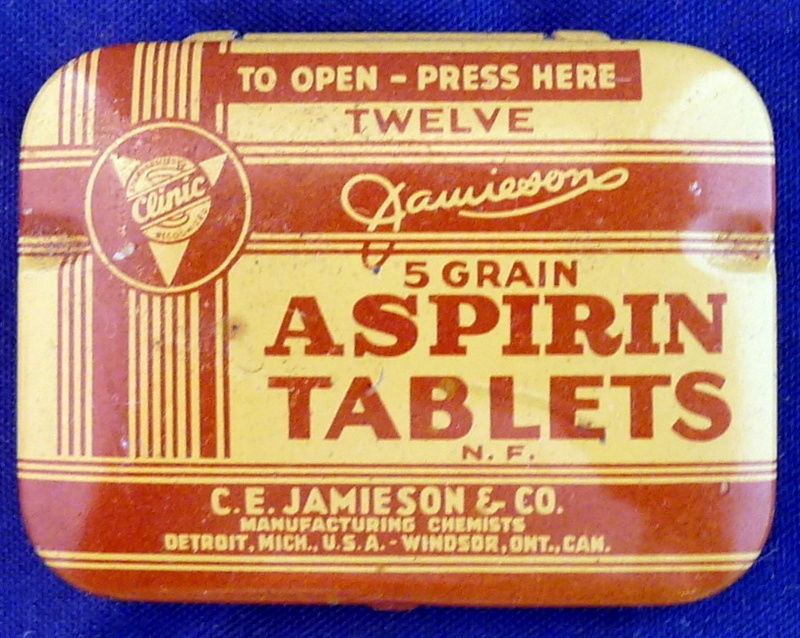 TO OPEN - PRESS HERE
TWELVE
Jamieson
Clinic
RECOGNIZED
5 GRAIN
ASPIRIN
TABLETS
N. F.
C. E. JAMIESON & CO.
MANUFACTURING CHEMISTS
DETROIT, MICH., U. S. A. - WINDSOR, ONT., CAN.